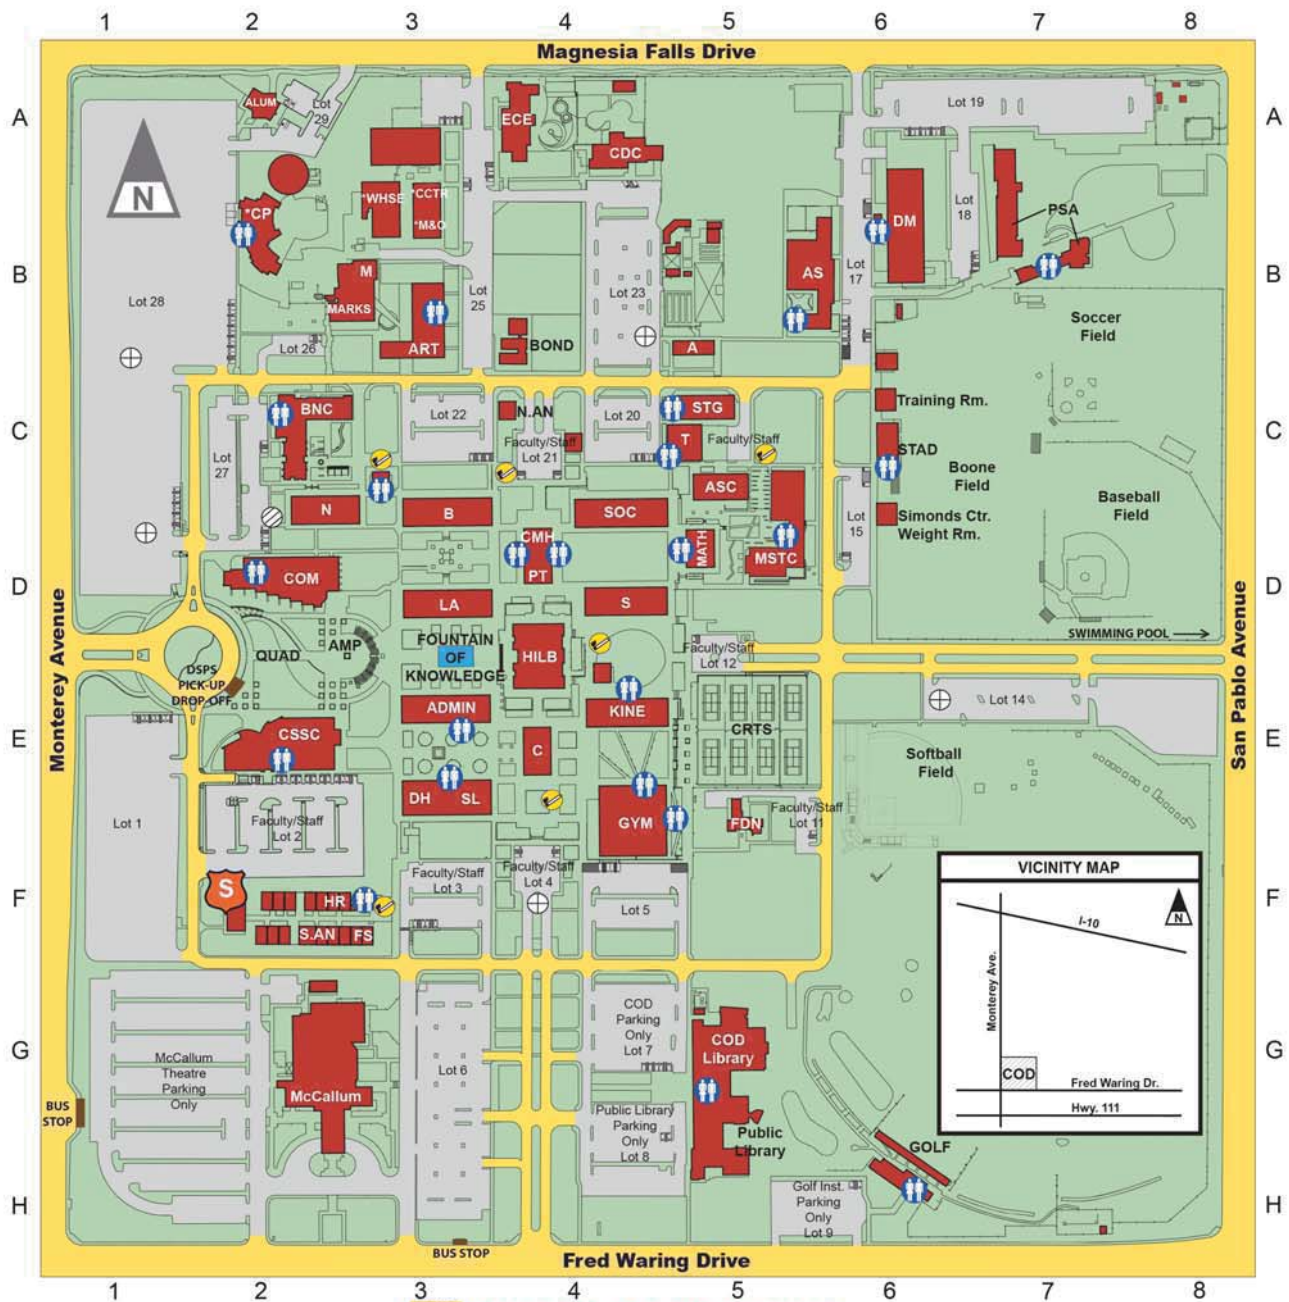 1 2 3 4 5 6 7 8
Magnesia Falls Drive
A
ALUM
Lot
29
ECE
CDC
Lot 19
A
N
*WHSE
*CCTR
*M&O
*CP
DM
Lot
18
PSA
B
Lot 28
M
MARKS
Lot
25
Lot 23
AS
Lot
17
B
Lot 26
ART
BOND
A
Soccer
Field
BNC
Lot 22
N.AN
Lot 20
STG
Training Rm.
C
Lot
27
Faculty/Staff
Lot 21
T
Faculty/Staff
STAD
C
Boone
Field
ASC
Baseball
Field
N
B
SOC
Lot
15
Simonds Ctr.
Weight Rm.
CMH
PT
MATH
MSTC
D
COM
D
LA
S
Monterey Avenue
San Pablo Avenue
SWIMMING POOL
QUAD
AMP
FOUNTAIN
OF
KNOWLEDGE
HILB
Faculty/Staff
Lot 12
DSPS
PICK-UP
DROP-OFF
ADMIN
KINE
Lot 14
E
CSSC
C
CRTS
E
Softball
Field
Lot 1
Faculty/Staff
Lot 2
DH SL
GYM
FDN
Faculty/Staff
Lot 11
VICINITY MAP
F
S
HR
Faculty/Staff
Lot 3
Faculty/Staff
Lot 4
Lot 5
F
S.AN FS
N
I-10
Monterey Ave.
COD
Fred Waring Dr.
Hwy. 111
G
McCallum
Theatre
Parking
Only
McCallum
Lot 6
COD
Parking
Only
Lot 7
COD
Library
G
BUS
STOP
Public Library
Parking
Only
Lot 8
Public
Library
GOLF
H
Golf Inst.
Parking
Only
Lot 9
H
BUS STOP
Fred Waring Drive
1 2 3 4 5 6 7 8